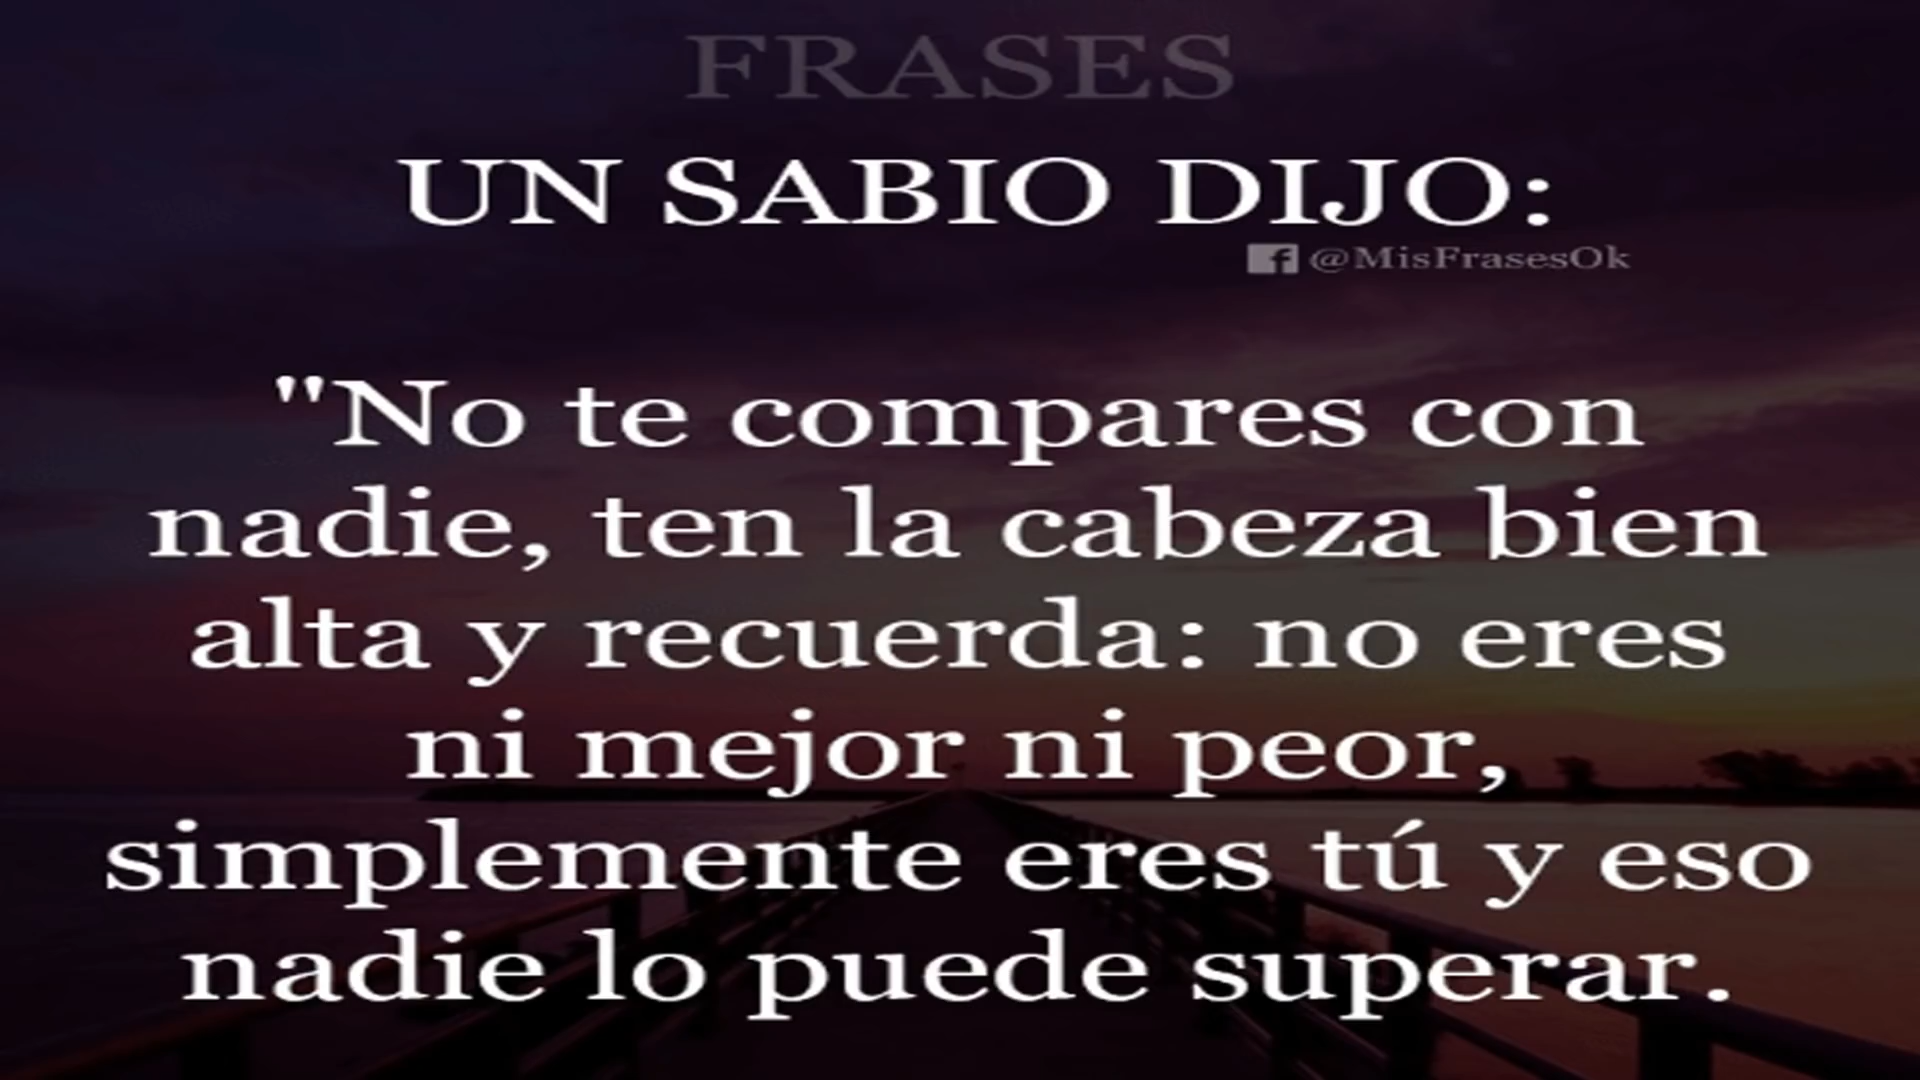 FRASES
UN SABIO DIJO:
@MisFrasesOk
"No te compares con
nadie, ten la cabeza bien
alta y recuerda: no eres
ni mejor ni peor,
simplemente eres tú y eso
nadie lo puede superar.